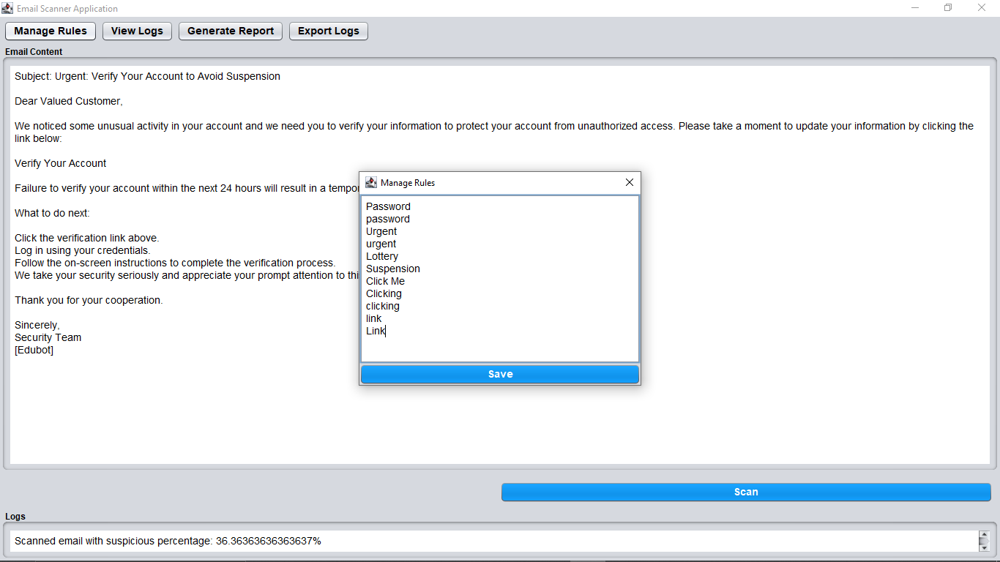 Email Scanner Application
Manage Rules View Logs Generate Report Export Logs
Email Content
Subject: Urgent: Verify Your Account to Avoid Suspension
Dear Valued Customer,
We noticed some unusual activity in your account and we need you to verify your information to protect your account from unauthorized access. Please take a moment to update your information by clicking the
link below:
Verify Your Account
Failure to verify your account within the next 24 hours will result in a
What to do next:
Click the verification link above.
Log in using your credentials.
Follow the on-screen instructions to complete the verification process.
We take your security seriously and appreciate your prompt attention to
Thank you for your cooperation.
Sincerely,
Security Team
[Edubot]
Manage Rules
Password
password
Urgent
urgent
Lottery
Suspension
Click Me
Clicking
clicking
link
Link
Save
Scan
Logs
Scanned email with suspicious percentage: 36.36363636363637%